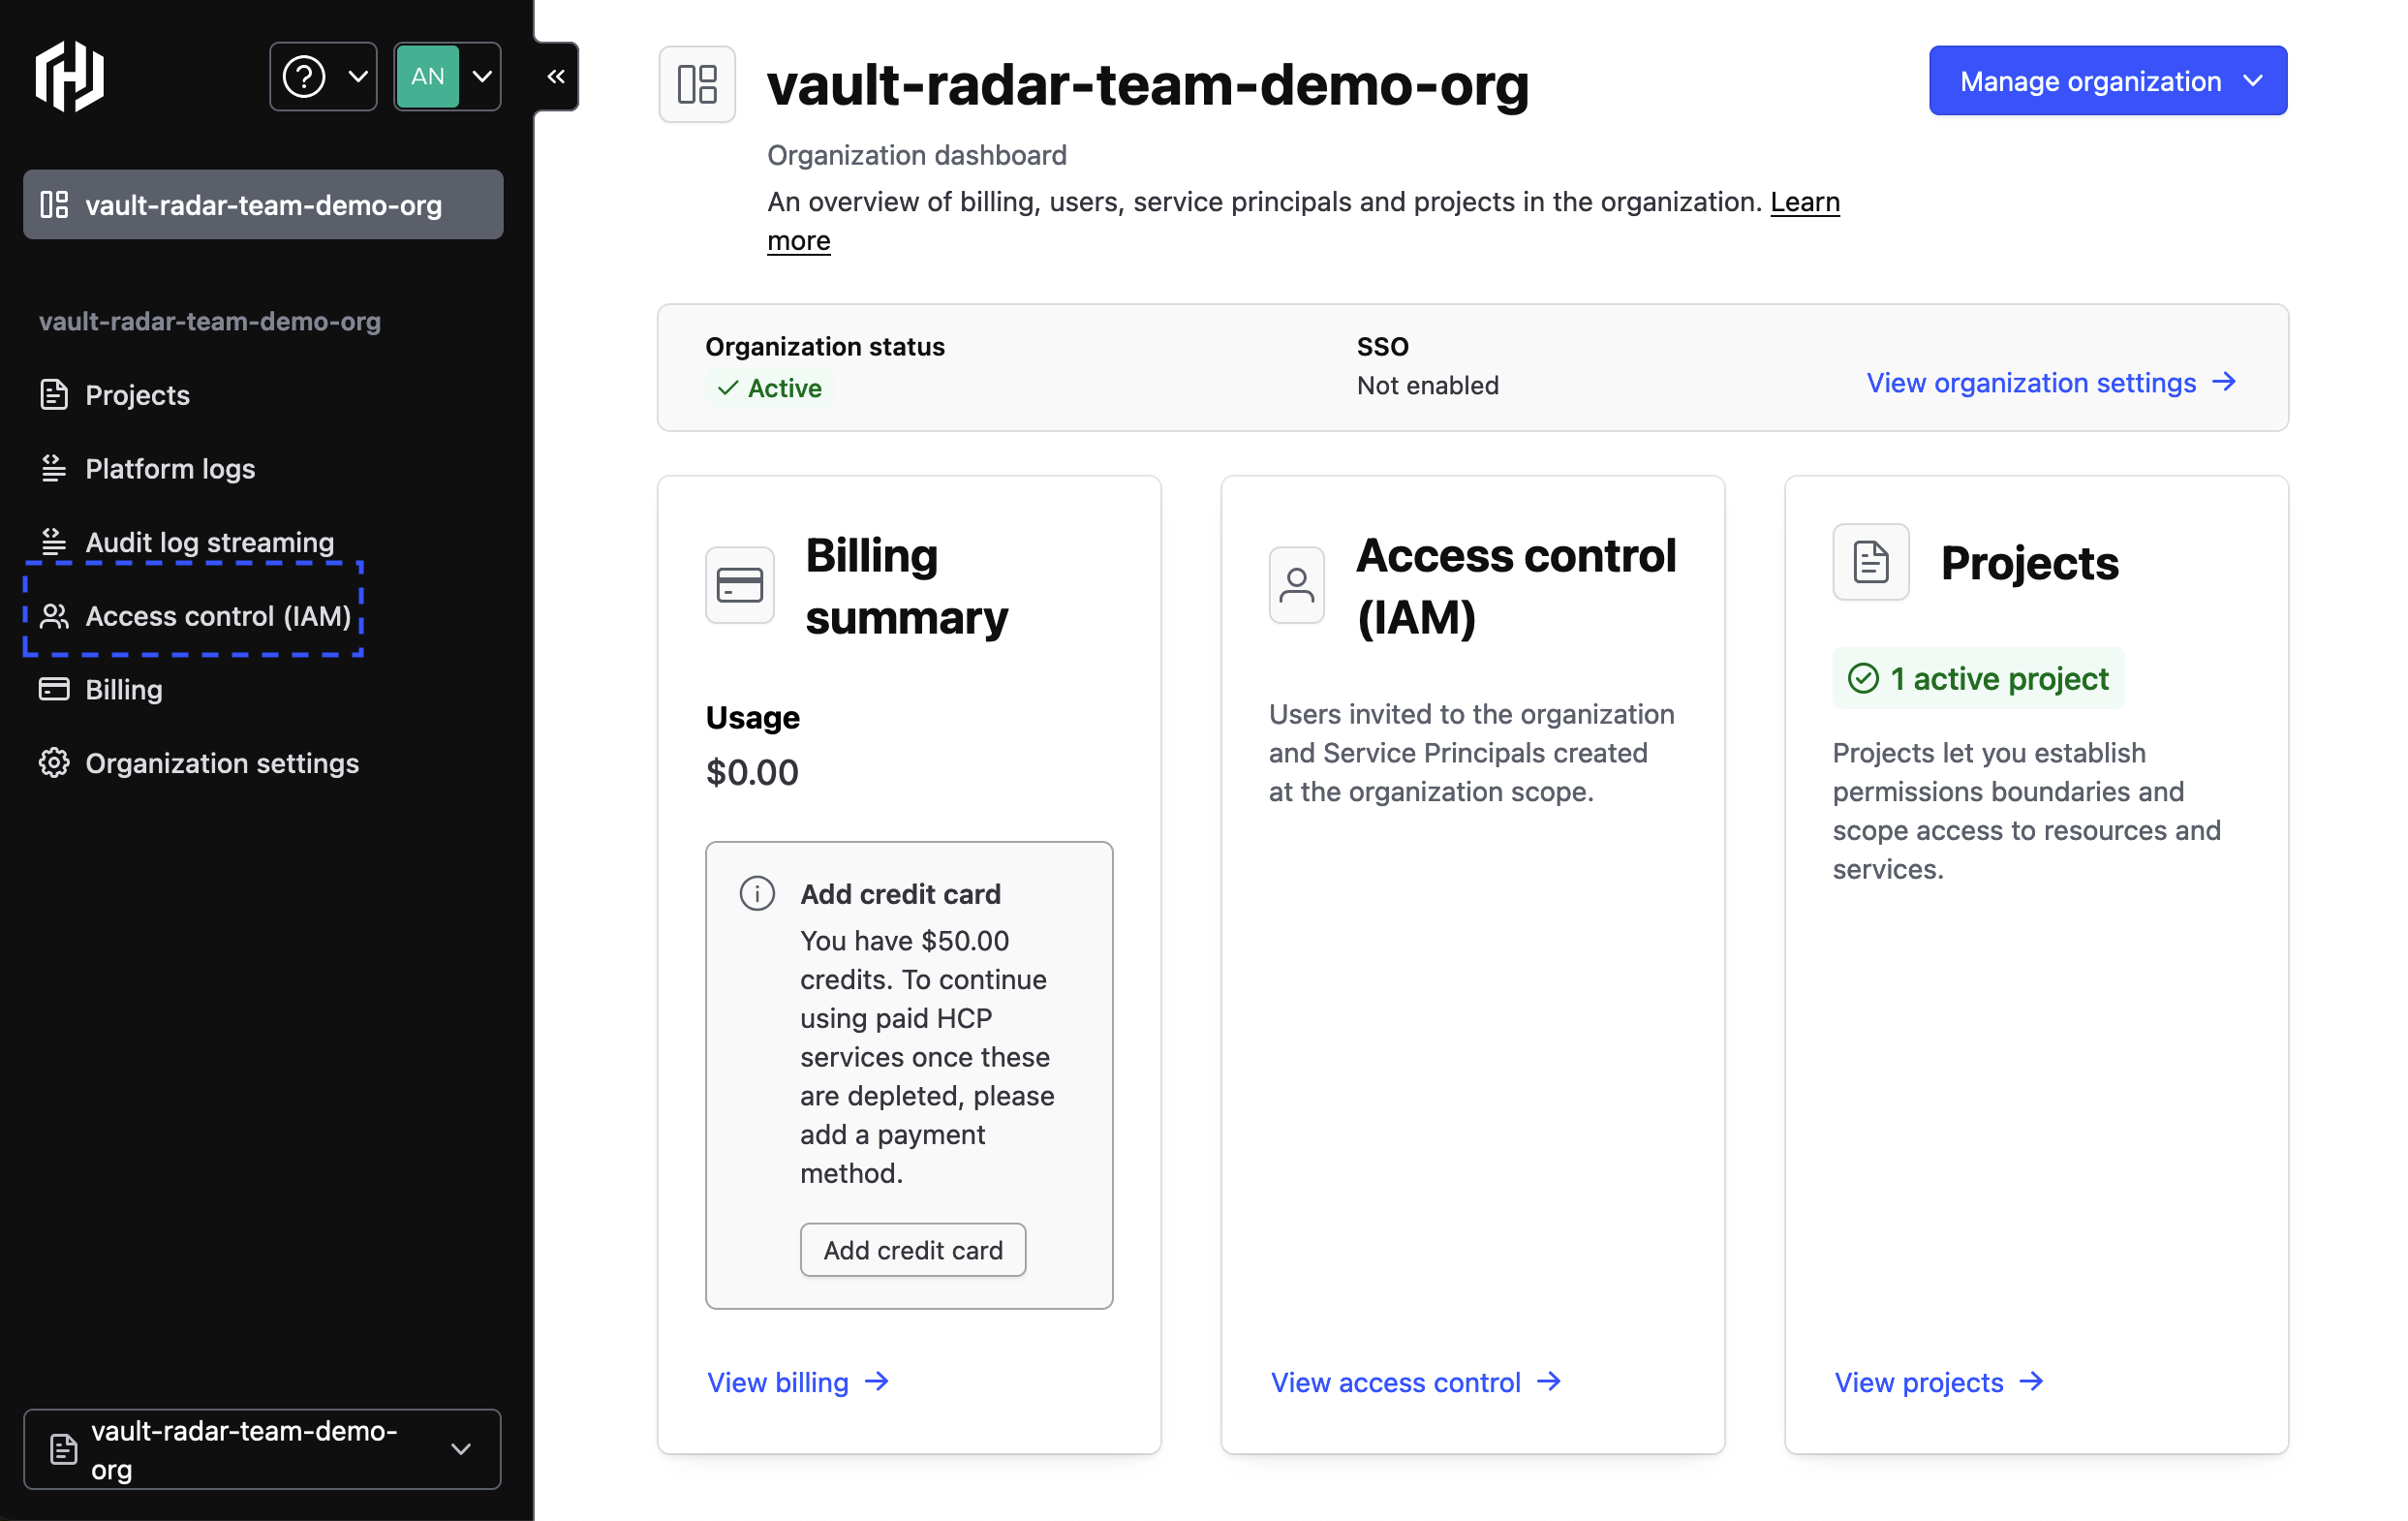 AN
vault-radar-team-demo-org
vault-radar-team-demo-org
Projects
Platform logs
Audit log streaming
Access control (IAM)
Billing
Organization settings
vault-radar-team-demo-
org
vault-radar-team-demo-org
Manage organization
Organization dashboard
An overview of billing, users, service principals and projects in the organization. Learn
more
Organization status
Active
SSO
Not enabled
View organization settings
Billing
summary
Usage
$0.00
Add credit card
You have $50.00
credits. To continue
using paid HCP
services once these
are depleted, please
add a payment
method.
Add credit card
View billing
Access control
(IAM)
Users invited to the organization
and Service Principals created
at the organization scope.
View access control
Projects
1 active project
Projects let you establish
permissions boundaries and
scope access to resources and
services.
View projects